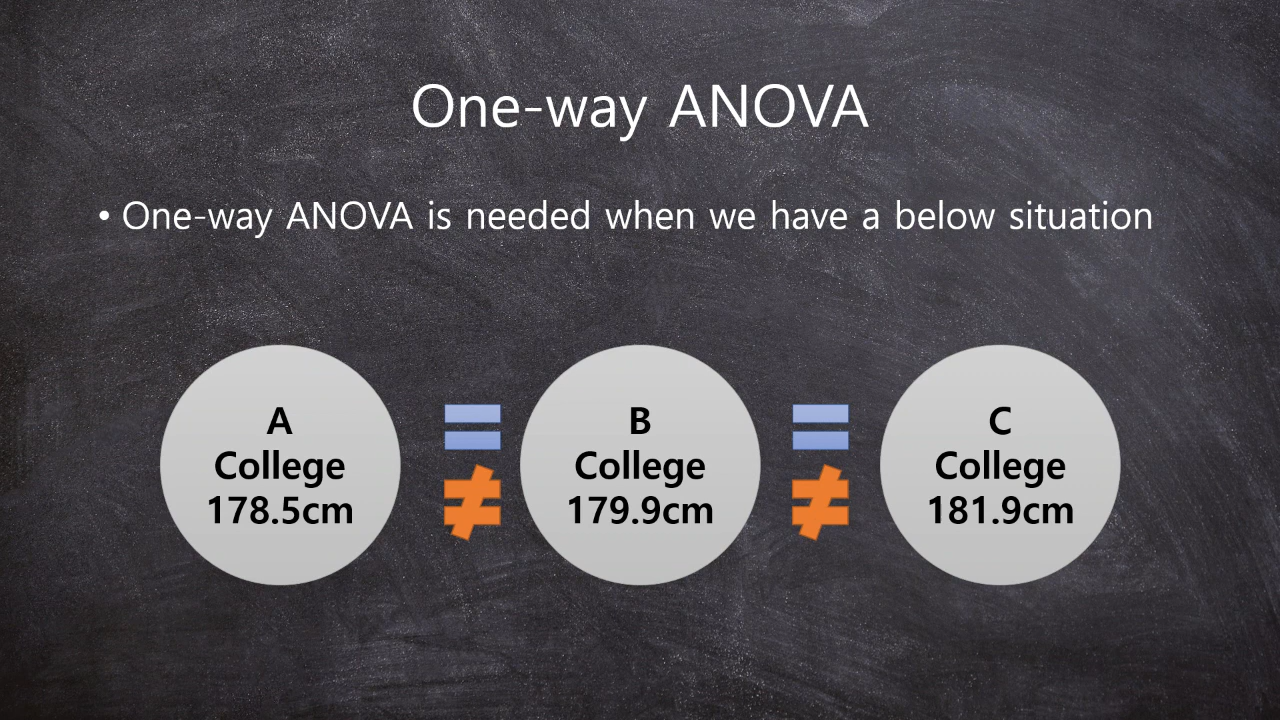 One-way ANOVA
• One-way ANOVA is needed when we have a below situation
A
College
178.5cm
=
≠
B
College
179.9cm
=
≠
C
College
181.9cm